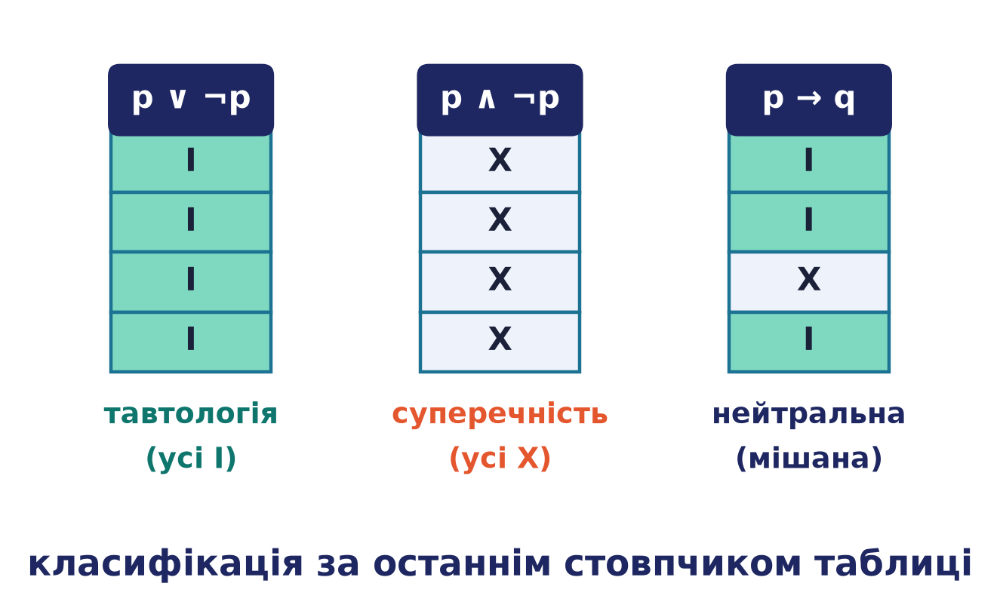 p ∨ ¬p p ∧ ¬p p → q
І Х І
І Х І
І Х Х
І Х І
тавтологія суперечність нейтральна
(усі І) (усі Х) (мішана)
класифікація за останнім стовпчиком таблиці